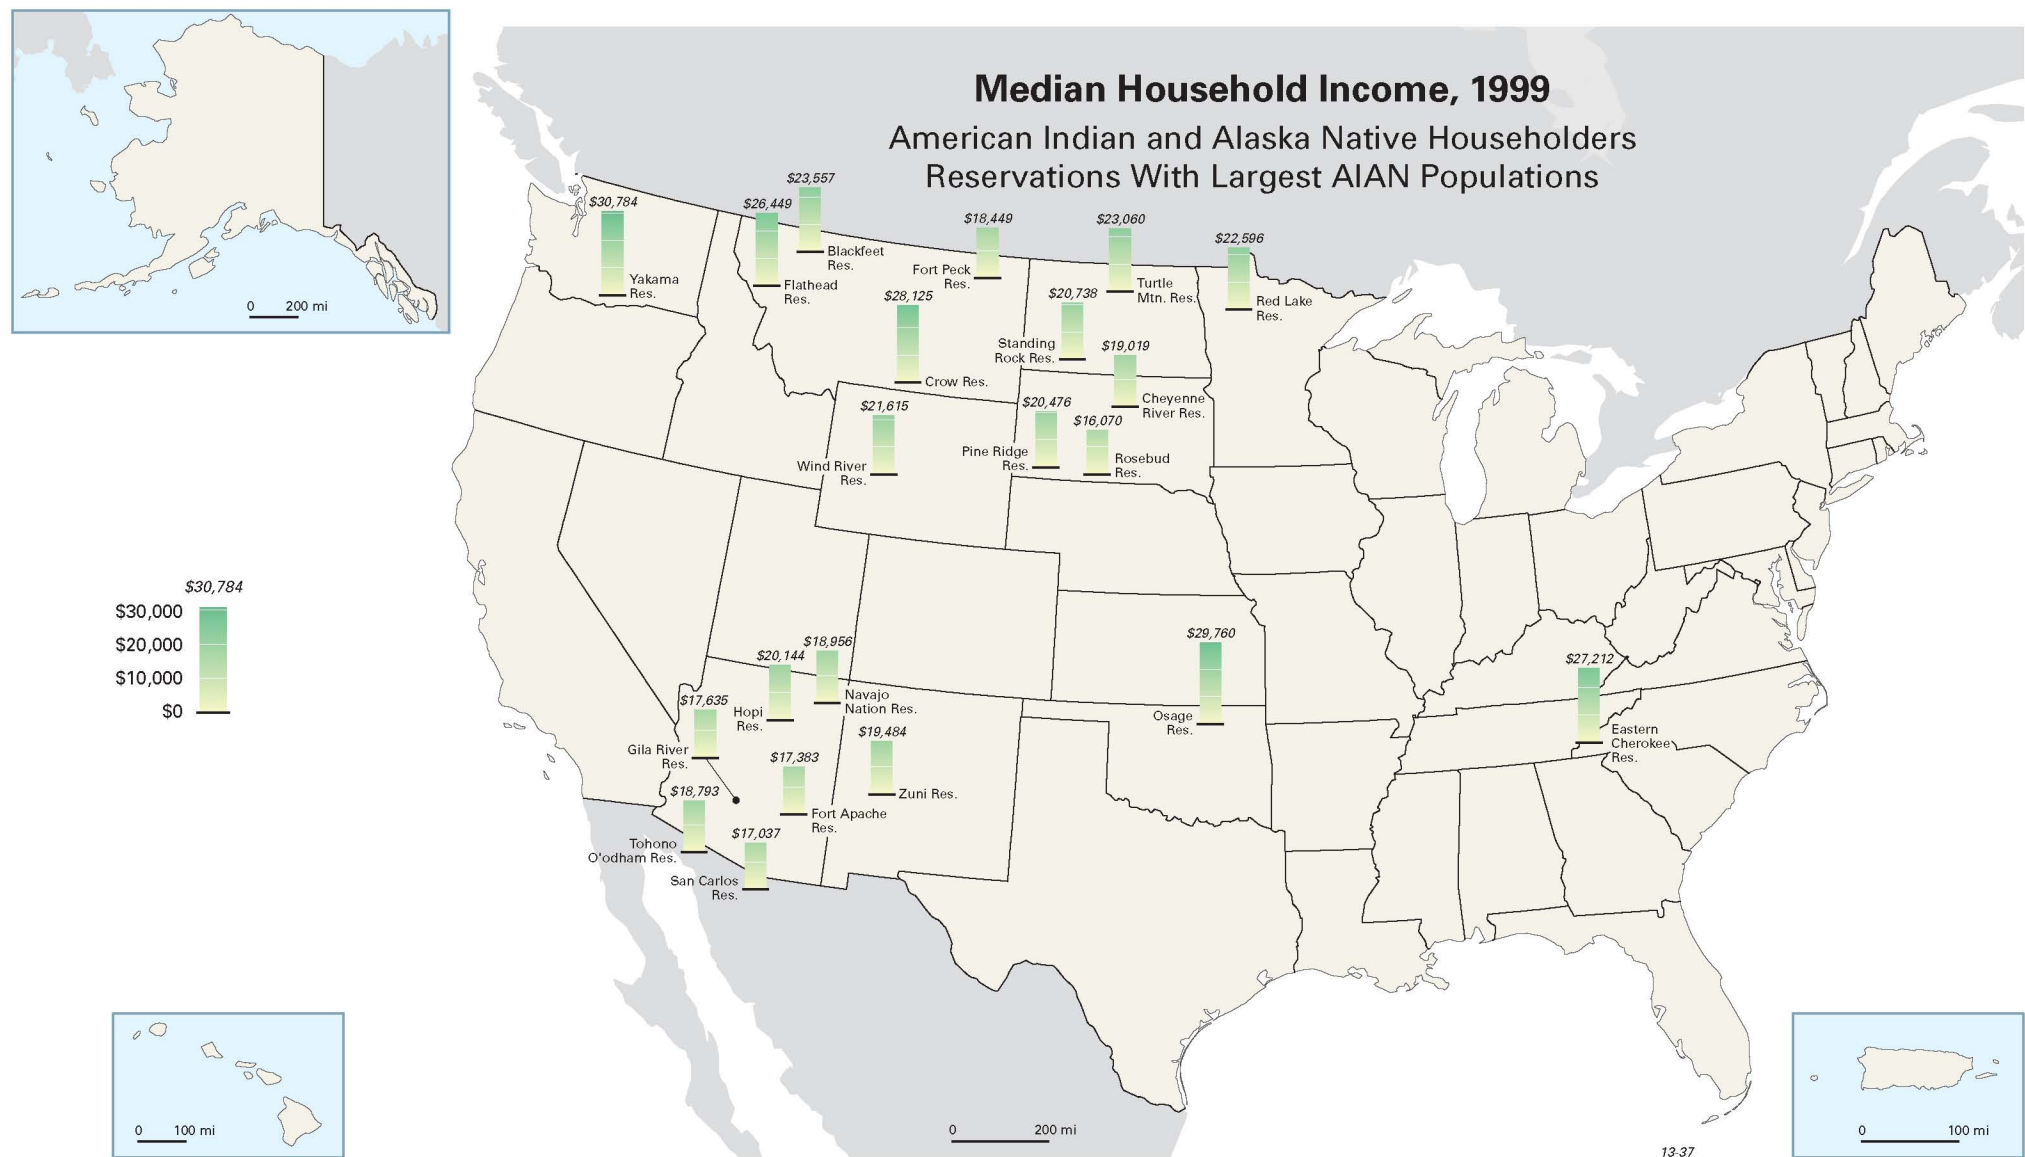 Median Household Income, 1999
American Indian and Alaska Native Householders
Reservations With Largest AIAN Populations
$30,784
Yakama
Res.
$26,449
Flathead
Res.
$23,557
Blackfeet
Res.
$18,449
Fort Peck
Res.
$23,060
Turtle
Mtn. Res.
$22,596
Red Lake
Res.
$28,125
Crow Res.
$20,738
Standing
Rock Res.
$19,019
Cheyenne
River Res.
$21,615
Wind River
Res.
$20,476
Pine Ridge
Res.
$16,070
Rosebud
Res.
$30,784
$30,000
$20,000
$10,000
$0
$29,760
Osage
Res.
$27,212
Eastern
Cherokee
Res.
$20,144
Hopi
Res.
$18,956
Navajo
Nation Res.
$17,635
Gila River
Res.
$19,484
Zuni Res.
$17,383
Fort Apache
Res.
$18,793
Tohono
O'odham Res.
$17,037
San Carlos
Res.
0 200 mi
0 100 mi
0 200 mi
0 100 mi
13-37